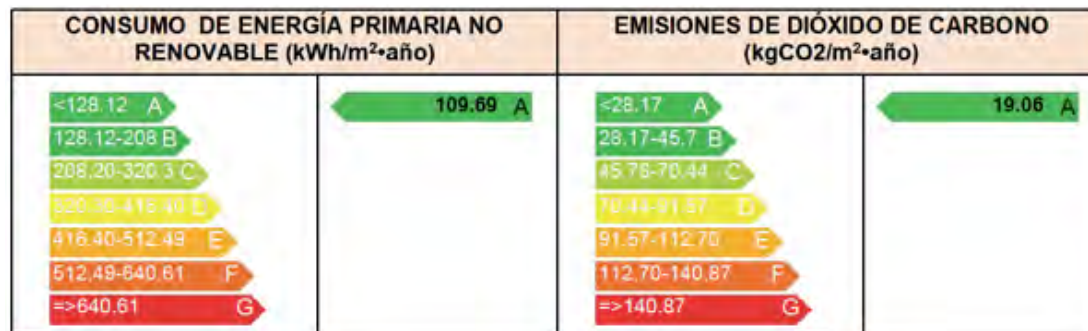 CONSUMO DE ENERGÍA PRIMARIA NO
RENOVABLE (kWh/m²•año)
<128.12 A
128.12-208 B
208.20-320.3 C
D
416.40-512.49 E
512.49-640.61 F
=>640.61 G
109.69 A
EMISIONES DE DIÓXIDO DE CARBONO
(kgCO2/m²•año)
<28.17 A
28.17-45.7 B
45.76-70.44 C
D
91.57-112.70 E
112.70-140.87 F
=>140.87 G
19.06 A